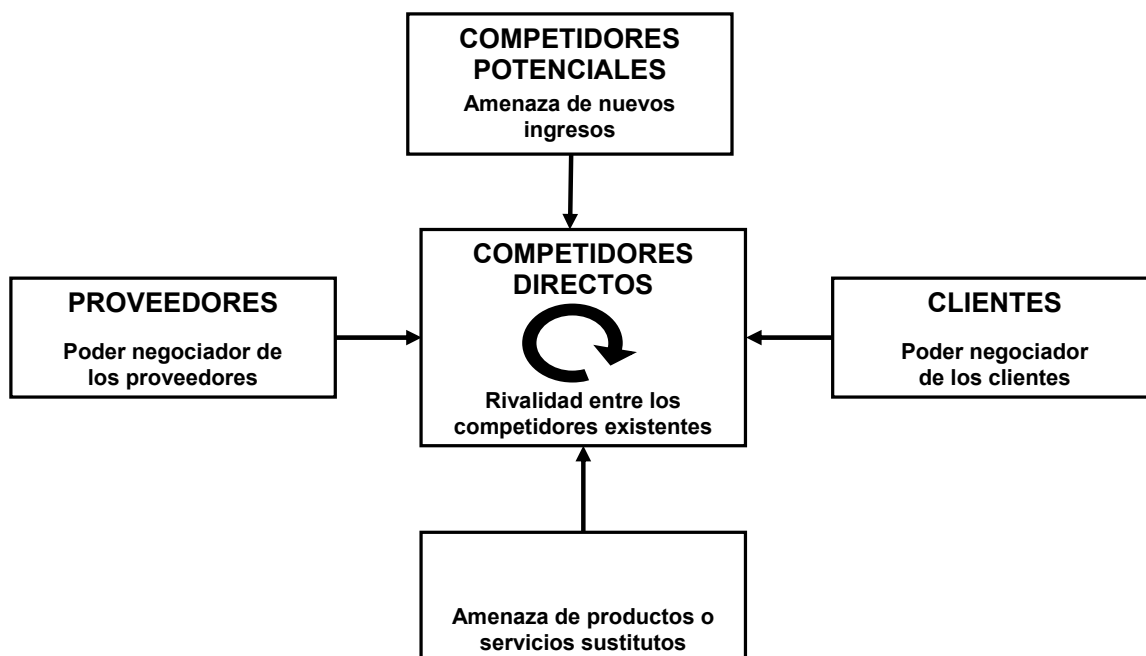 COMPETIDORES
POTENCIALES
Amenaza de nuevos
ingresos
COMPETIDORES
DIRECTOS
Rivalidad entre los
competidores existentes
PROVEEDORES
Poder negociador de
los proveedores
CLIENTES
Poder negociador
de los clientes
Amenaza de productos o
servicios sustitutos